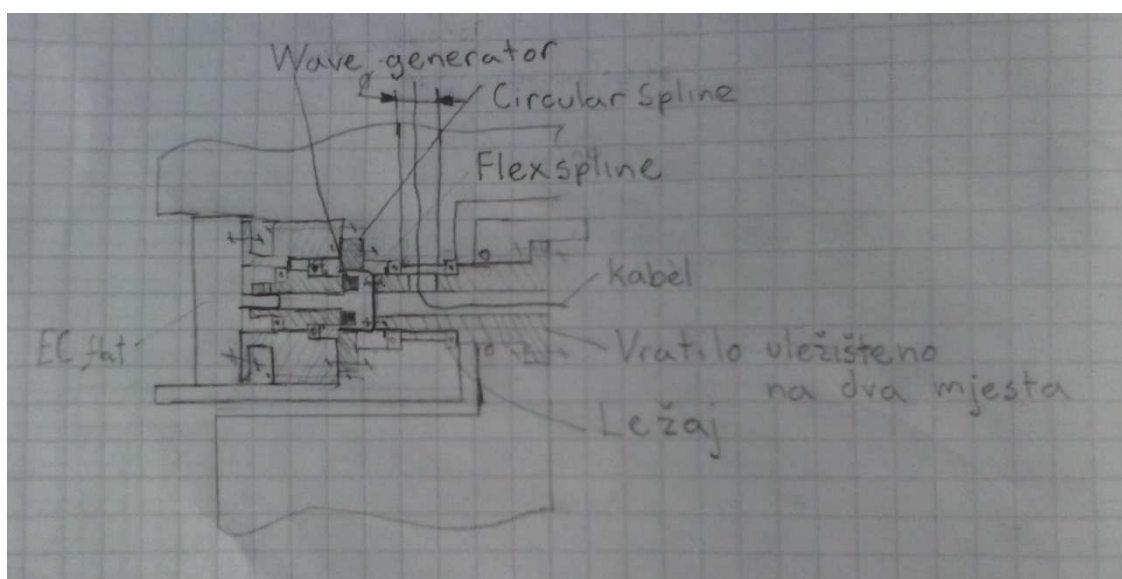 Wave generator
Circular Spline
Flexspline
kabel
EC flat
Vratilo uležišteno
na dva mjesta
Ležaj